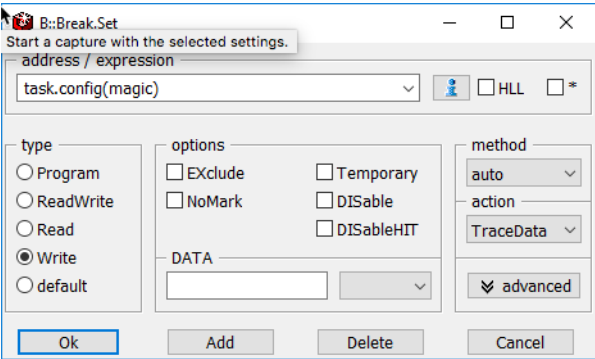 B::Break.Set
Start a capture with the selected settings.
address / expression
task.config(magic)
HLL
*
type
options
method
Program
EXclude
Temporary
auto
ReadWrite
NoMark
DISable
action
Read
DISableHIT
TraceData
Write
DATA
default
advanced
Ok
Add
Delete
Cancel